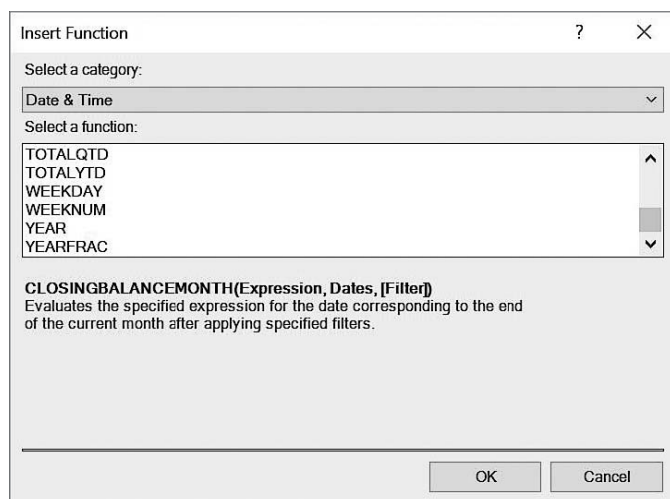 Insert Function
?
Select a category:
Date & Time
Select a function:
TOTALQTD
TOTALYTD
WEEKDAY
WEEKNUM
YEAR
YEARFRAC
CLOSINGBALANCEMONTH(Expression, Dates, [Filter])
Evaluates the specified expression for the date corresponding to the end
of the current month after applying specified filters.
OK
Cancel